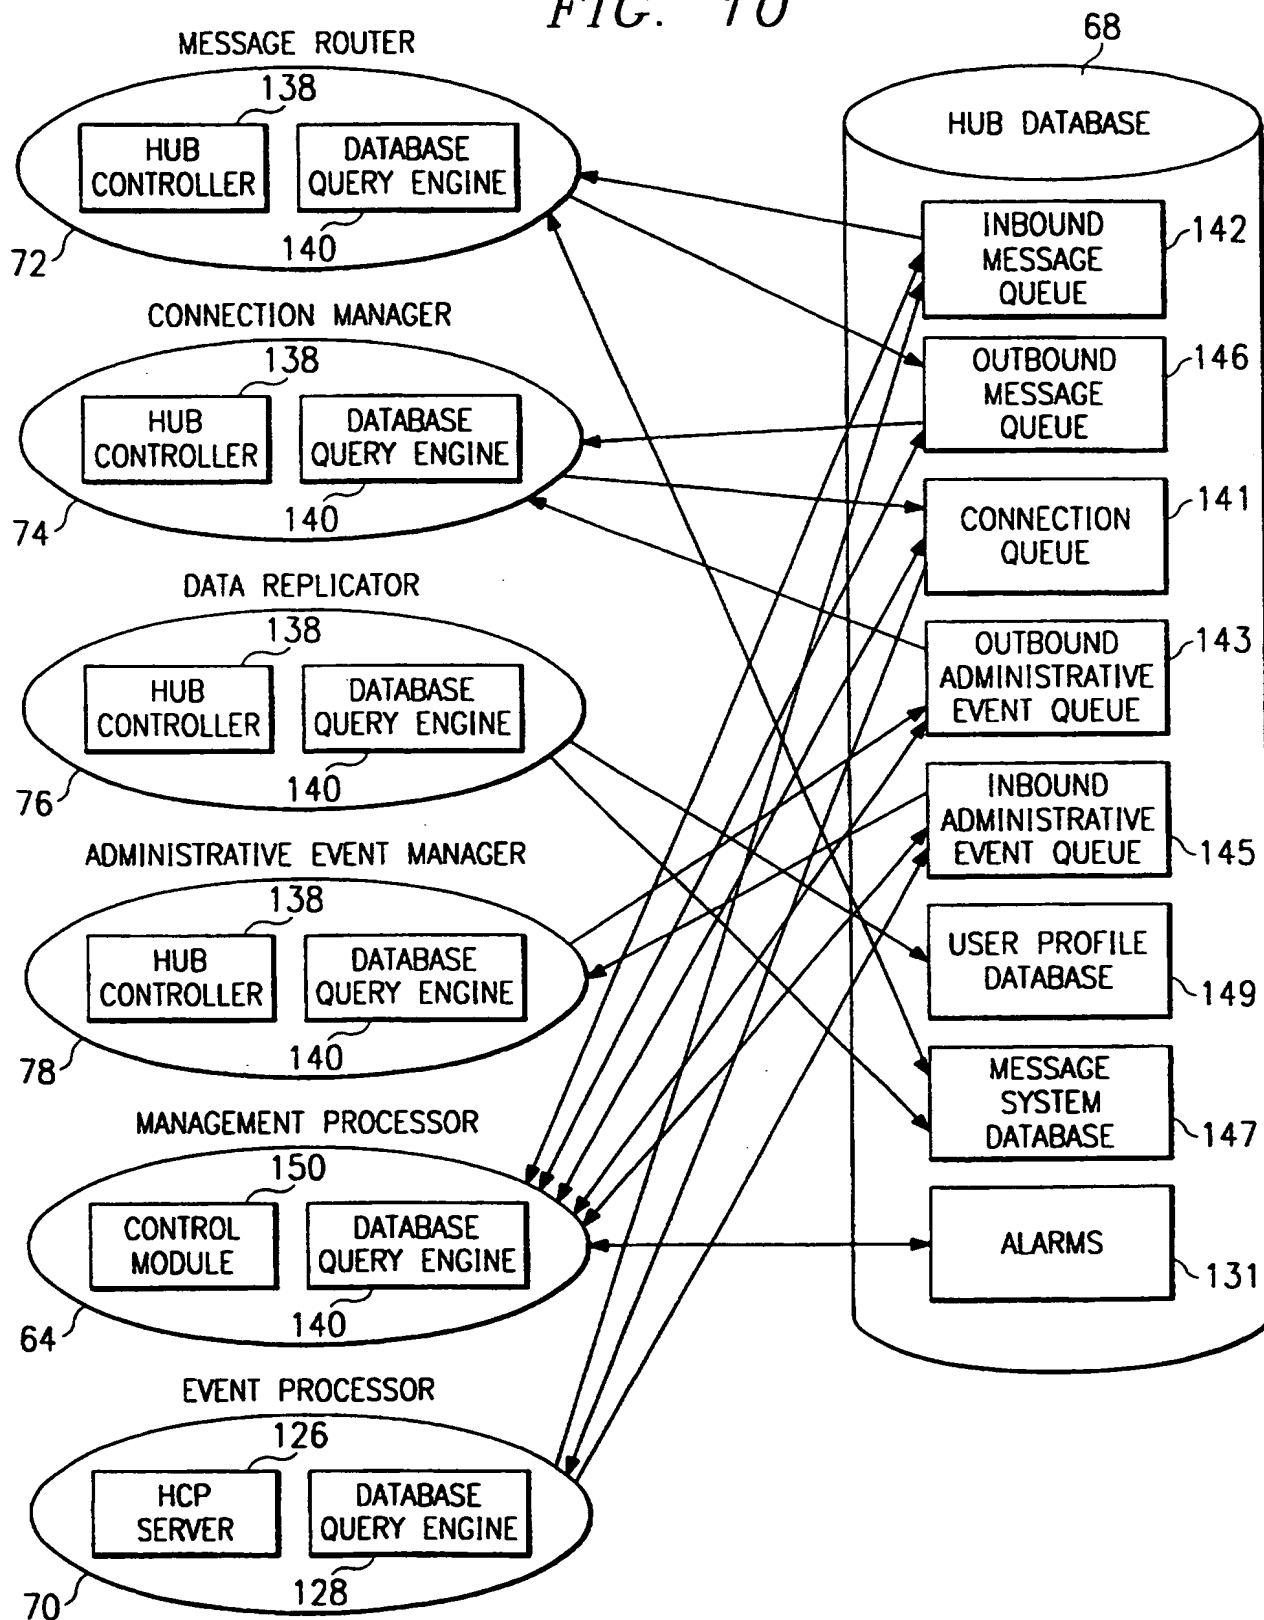 FIG. 10
MESSAGE ROUTER
138
HUB
CONTROLLER
DATABASE
QUERY ENGINE
140
72
CONNECTION MANAGER
138
HUB
CONTROLLER
DATABASE
QUERY ENGINE
140
74
DATA REPLICATOR
138
HUB
CONTROLLER
DATABASE
QUERY ENGINE
140
76
ADMINISTRATIVE EVENT MANAGER
138
HUB
CONTROLLER
DATABASE
QUERY ENGINE
140
78
MANAGEMENT PROCESSOR
150
CONTROL
MODULE
DATABASE
QUERY ENGINE
140
64
EVENT PROCESSOR
126
HCP
SERVER
DATABASE
QUERY ENGINE
128
70
68
HUB DATABASE
INBOUND
MESSAGE
QUEUE
142
OUTBOUND
MESSAGE
QUEUE
146
CONNECTION
QUEUE
141
OUTBOUND
ADMINISTRATIVE
EVENT QUEUE
143
INBOUND
ADMINISTRATIVE
EVENT QUEUE
145
USER PROFILE
DATABASE
149
MESSAGE
SYSTEM
DATABASE
147
ALARMS
131